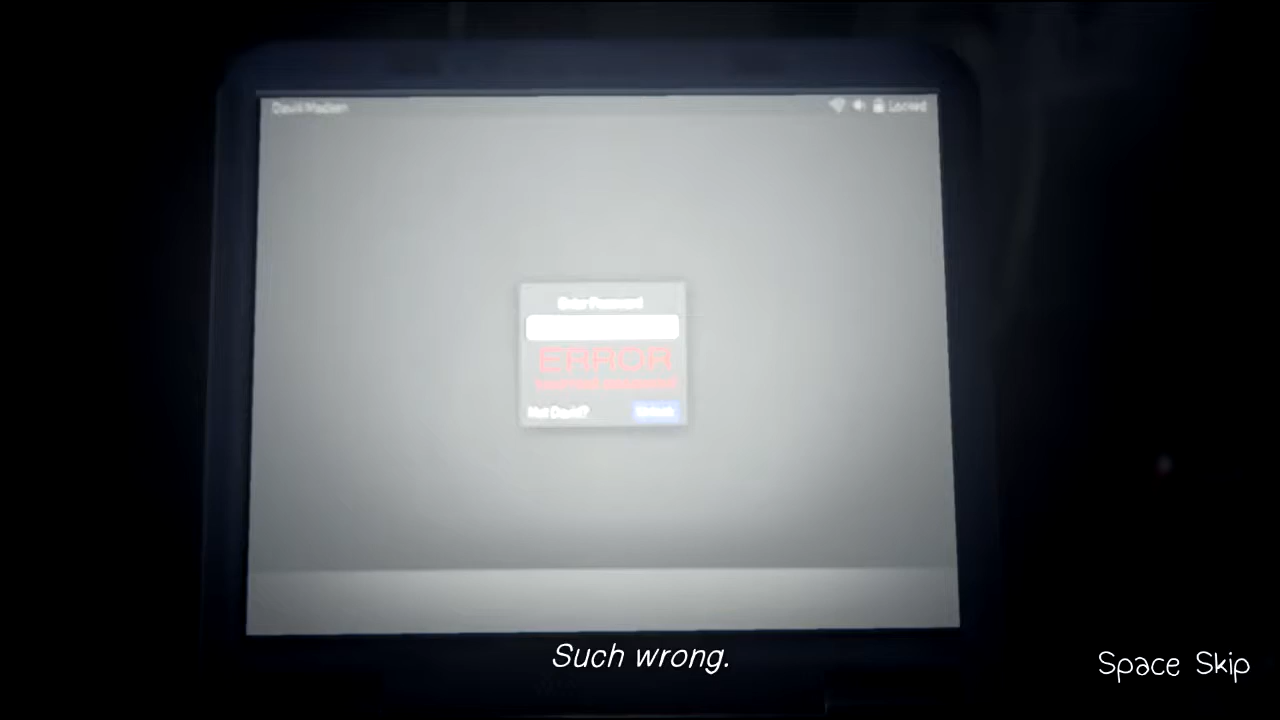 David Madsen
Locked
Enter Password
ERROR
Not David?
Unlock
Such wrong.
Space Skip